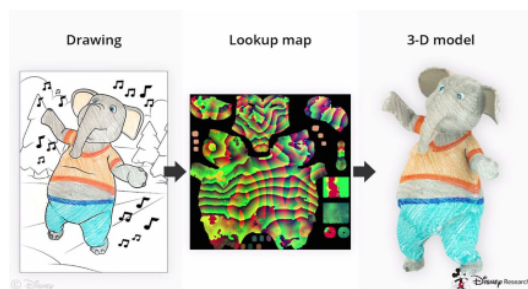 Drawing
Lookup map
3-D model
© Disney
Disney Research